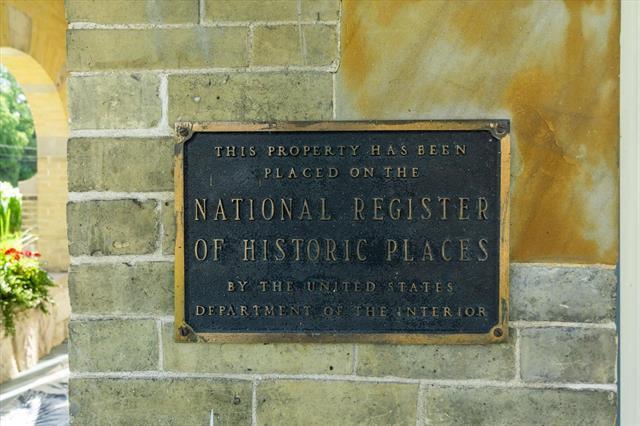 THIS PROPERTY HAS BEEN
PLACED ON THE
NATIONAL REGISTER
OF HISTORIC PLACES
BY THE UNITED STATES
DEPARTMENT OF THE INTERIOR